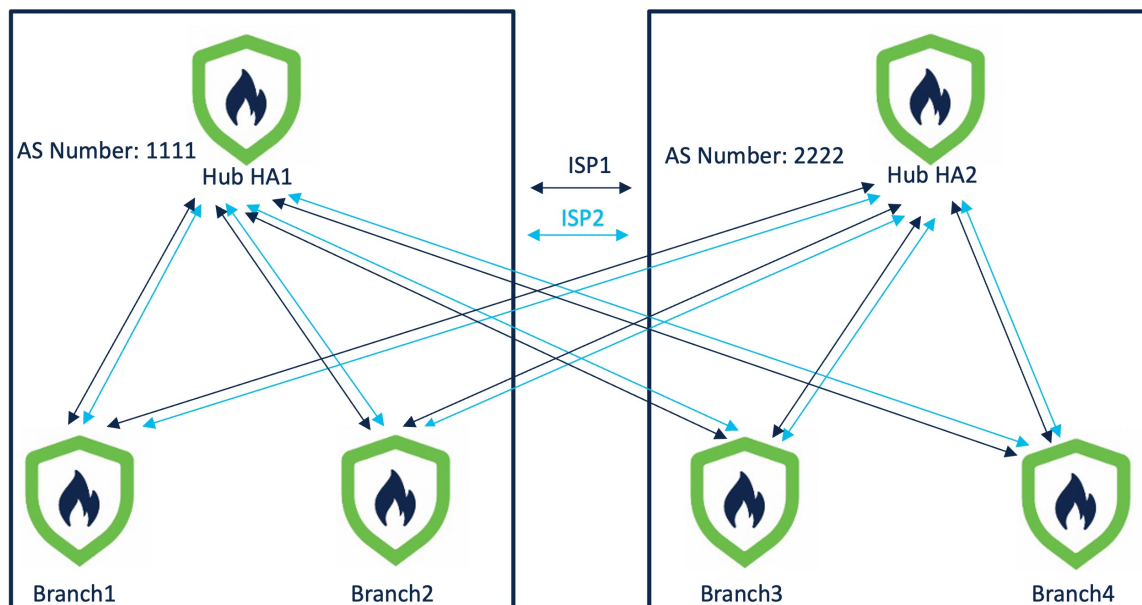 AS Number: 1111
Hub HA1
ISP1
ISP2
AS Number: 2222
Hub HA2
Branch1
Branch2
Branch3
Branch4